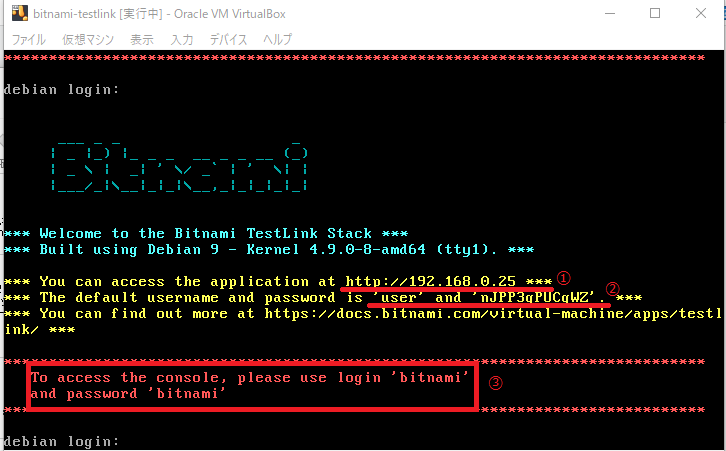 bitnami-testlink [実行中] - Oracle VM VirtualBox
ファイル 仮想マシン 表示 入力 デバイス ヘルプ
*******************************************************************************
debian login:
Bitnami
*** Welcome to the Bitnami TestLink Stack ***
*** Built using Debian 9 - Kernel 4.9.0-8-amd64 (tty1). ***
*** You can access the application at http://192.168.0.25 *** ①
*** The default username and password is 'user' and 'nJPP3gPUCgWZ'. *** ②
*** You can find out more at https://docs.bitnami.com/virtual-machine/apps/testl
ink/ ***
*******************************************************************************
To access the console, please use login 'bitnami' ③
and password 'bitnami'
*******************************************************************************
debian login: